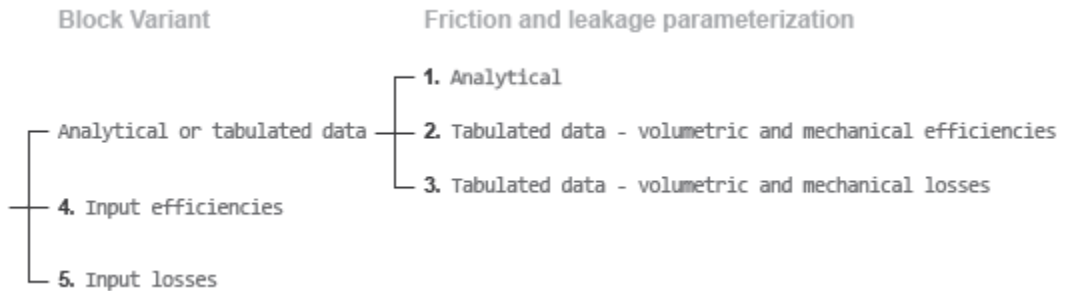 Block Variant
Friction and leakage parameterization
1. Analytical
Analytical or tabulated data
2. Tabulated data - volumetric and mechanical efficiencies
3. Tabulated data - volumetric and mechanical losses
4. Input efficiencies
5. Input losses